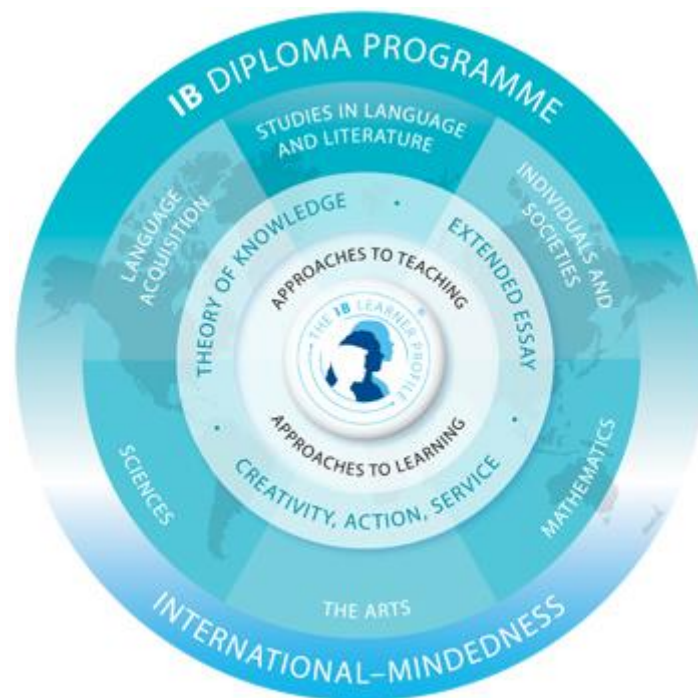 IB DIPLOMA PROGRAMME
STUDIES IN LANGUAGE
AND LITERATURE
LANGUAGE
ACQUISITION
INDIVIDUALS AND
SOCIETIES
THEORY OF KNOWLEDGE
EXTENDED ESSAY
APPROACHES TO TEACHING
THE IB LEARNER PROFILE
®
APPROACHES TO LEARNING
CREATIVITY, ACTION, SERVICE
SCIENCES
MATHEMATICS
THE ARTS
INTERNATIONAL–MINDEDNESS